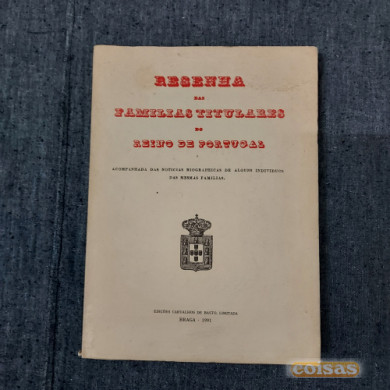 RESENHA
DAS
FAMILIAS TITULARES
DO
REINO DE PORTUGAL
ACOMPANHADA DAS NOTICIAS BIOGRAPHICAS DE ALGUNS INDIVIDUOS
DAS MESMAS FAMILIAS.
EDIÇÕES CARVALHOS DE BASTO, LIMITADA
BRAGA - 1991
coisas